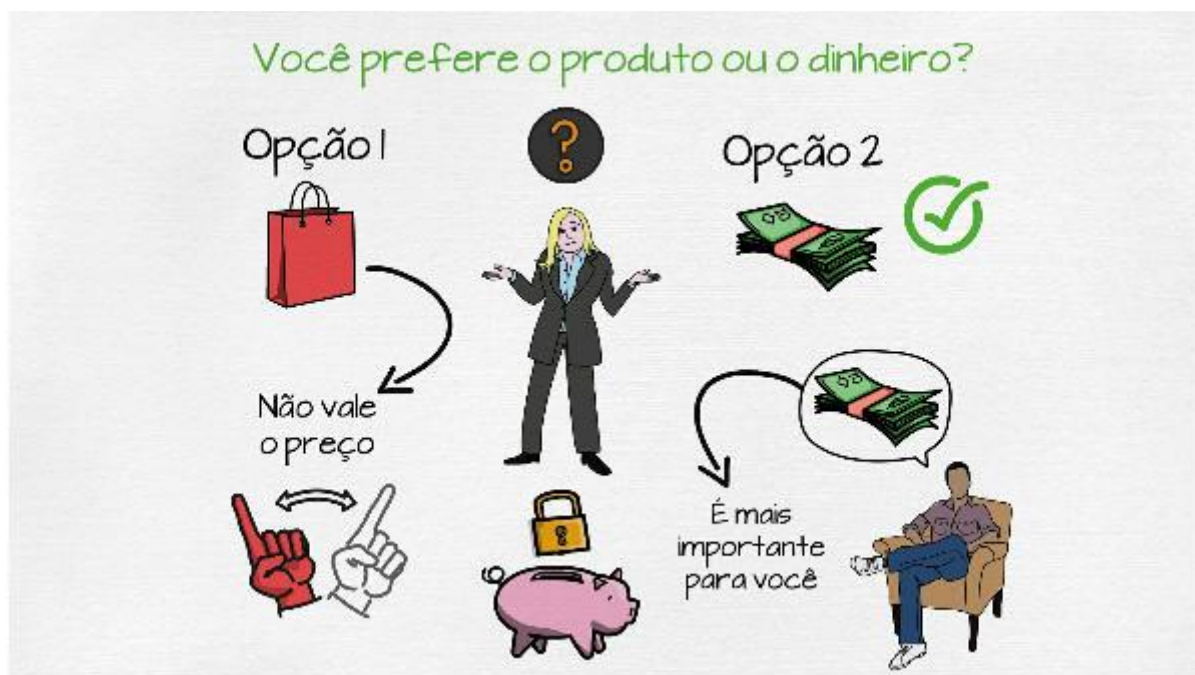 Você prefere o produto ou o dinheiro?
Opção 1
Opção 2
Não vale
o preço
É mais
importante
para você